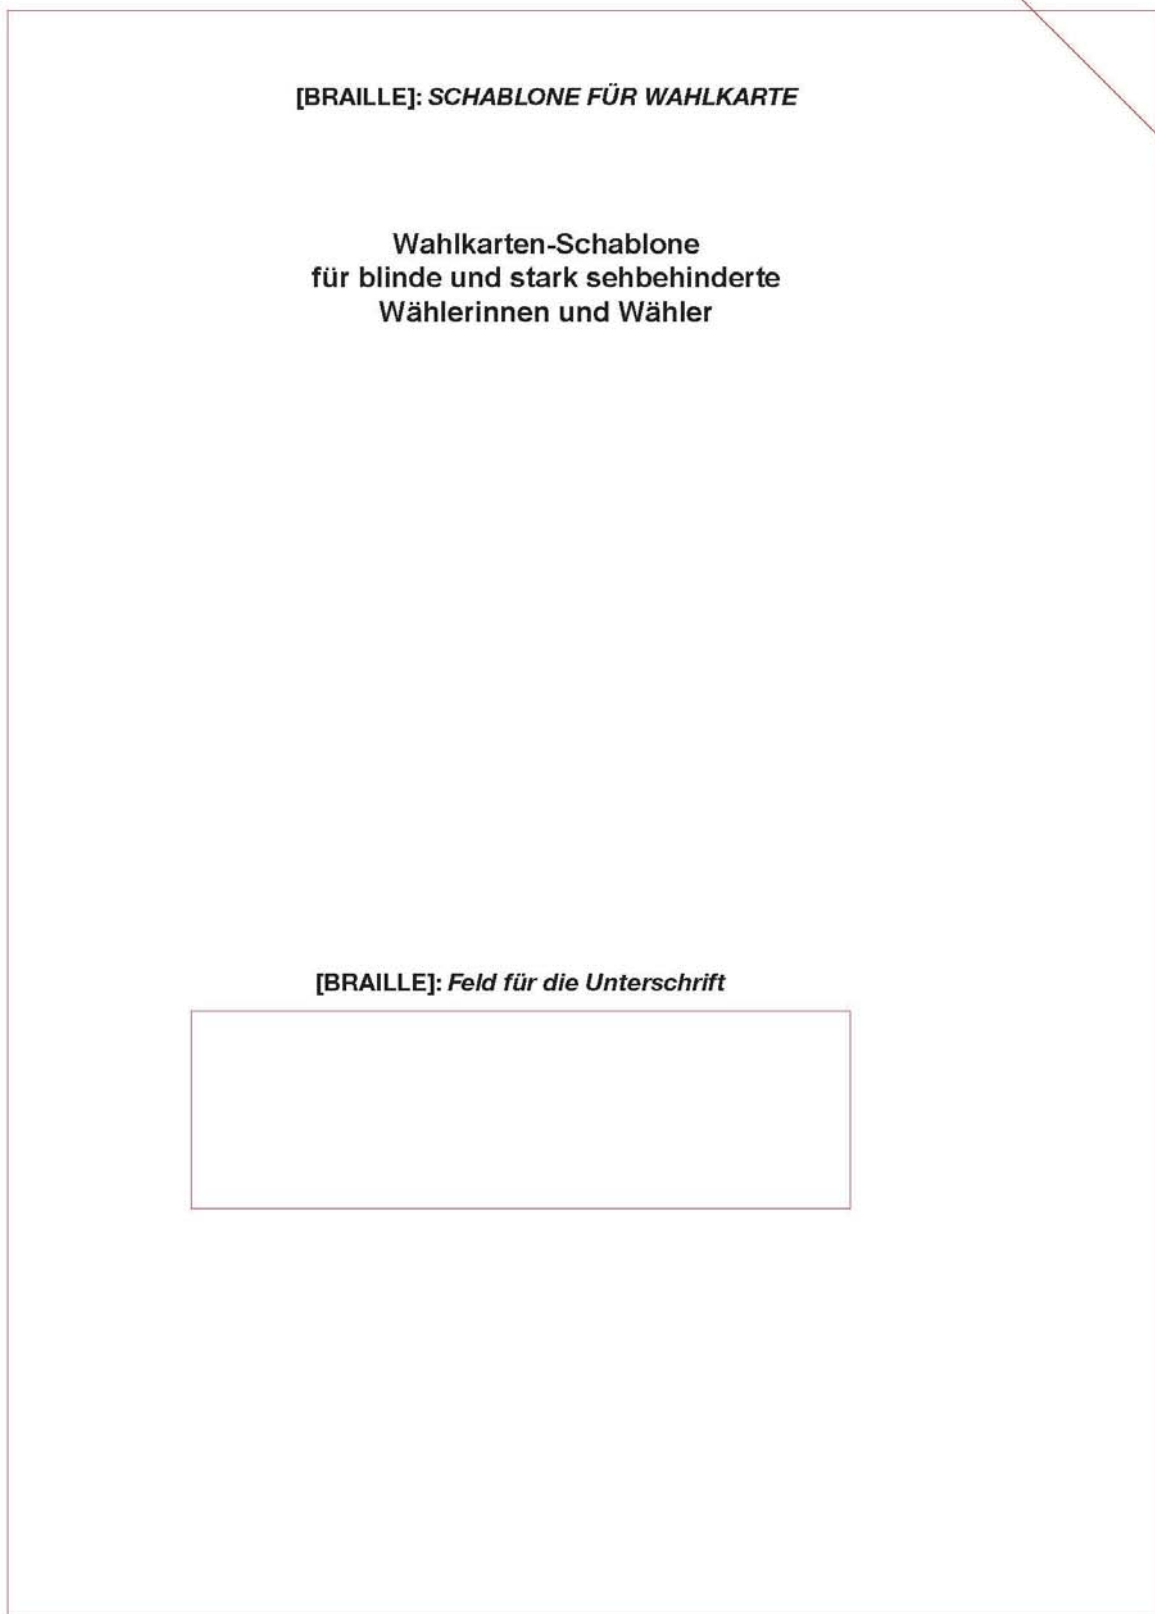 [BRAILLE]: SCHABLONE FÜR WAHLKARTE
Wahlkarten-Schablone
für blinde und stark sehbehinderte
Wählerinnen und Wähler
[BRAILLE]: Feld für die Unterschrift